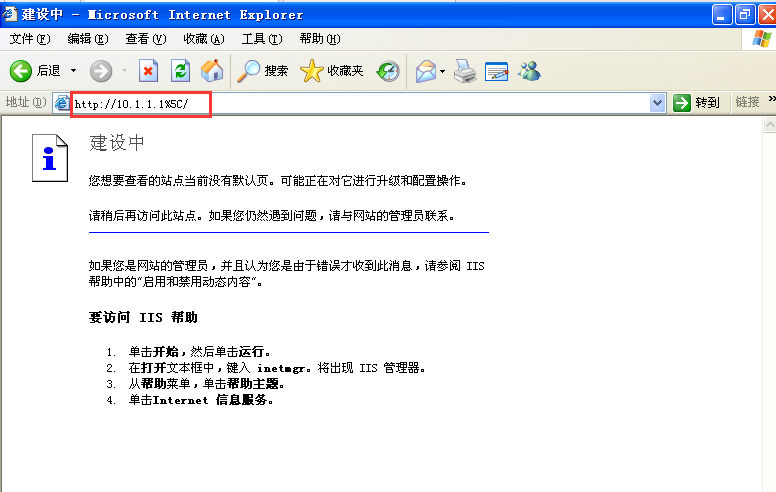 建设中 - Microsoft Internet Explorer
文件(F) 编辑(E) 查看(V) 收藏(A) 工具(T) 帮助(H)
后退 搜索 收藏夹
地址(D) http://10.1.1.1%5C/ 转到 链接 »
建设中
您想要查看的站点当前没有默认页。可能正在对它进行升级和配置操作。
请稍后再访问此站点。如果您仍然遇到问题，请与网站的管理员联系。
如果您是网站的管理员，并且认为您是由于错误才收到此消息，请参阅 IIS
帮助中的"启用和禁用动态内容"。
要访问 IIS 帮助
1. 单击开始，然后单击运行。
2. 在打开文本框中，键入 inetmgr。将出现 IIS 管理器。
3. 从帮助菜单，单击帮助主题。
4. 单击Internet 信息服务。